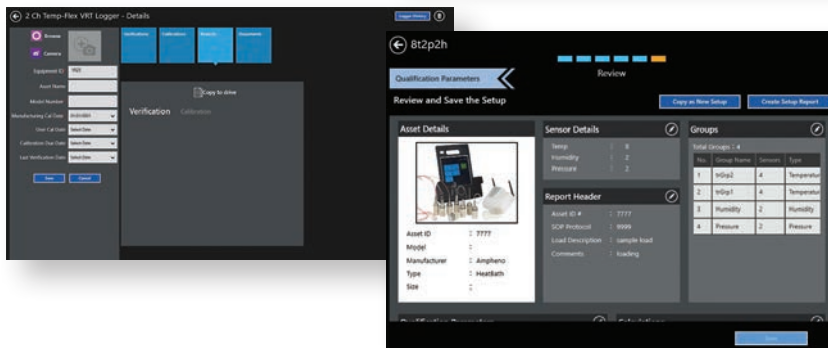 2 Ch Temp-Flex VRT Logger - Details
Logger History
Browse
Camera
Equipment ID
Asset Name
Model Number
Manufacturing Cal Date
User Cal Date
Select Date
Calibration Due Date
Select Date
Last Verification Date
Select Date
Save
Cancel
Verifications
Calibrations
Reports
Documents
Copy to drive
Verification
Calibration
8t2p2h
Qualification Parameters
Review
Review and Save the Setup
Copy as New Setup
Create Setup Report
Asset Details
Asset ID : 7777
Model :
Manufacturer : Ampheno
Type : HeatBath
Size :
Sensor Details
Temp : 8
Humidity : 2
Pressure : 2
Report Header
Asset ID # : 7777
SOP Protocol : 9999
Load Description : sample load
Comments : loading
Groups
Total Groups : 4
No. Group Name Sensors Type
1 trGrp2 4 Temperatur
2 trGrp1 4 Temperatur
3 Humidity 2 Humidity
4 Pressure 2 Pressure
Save